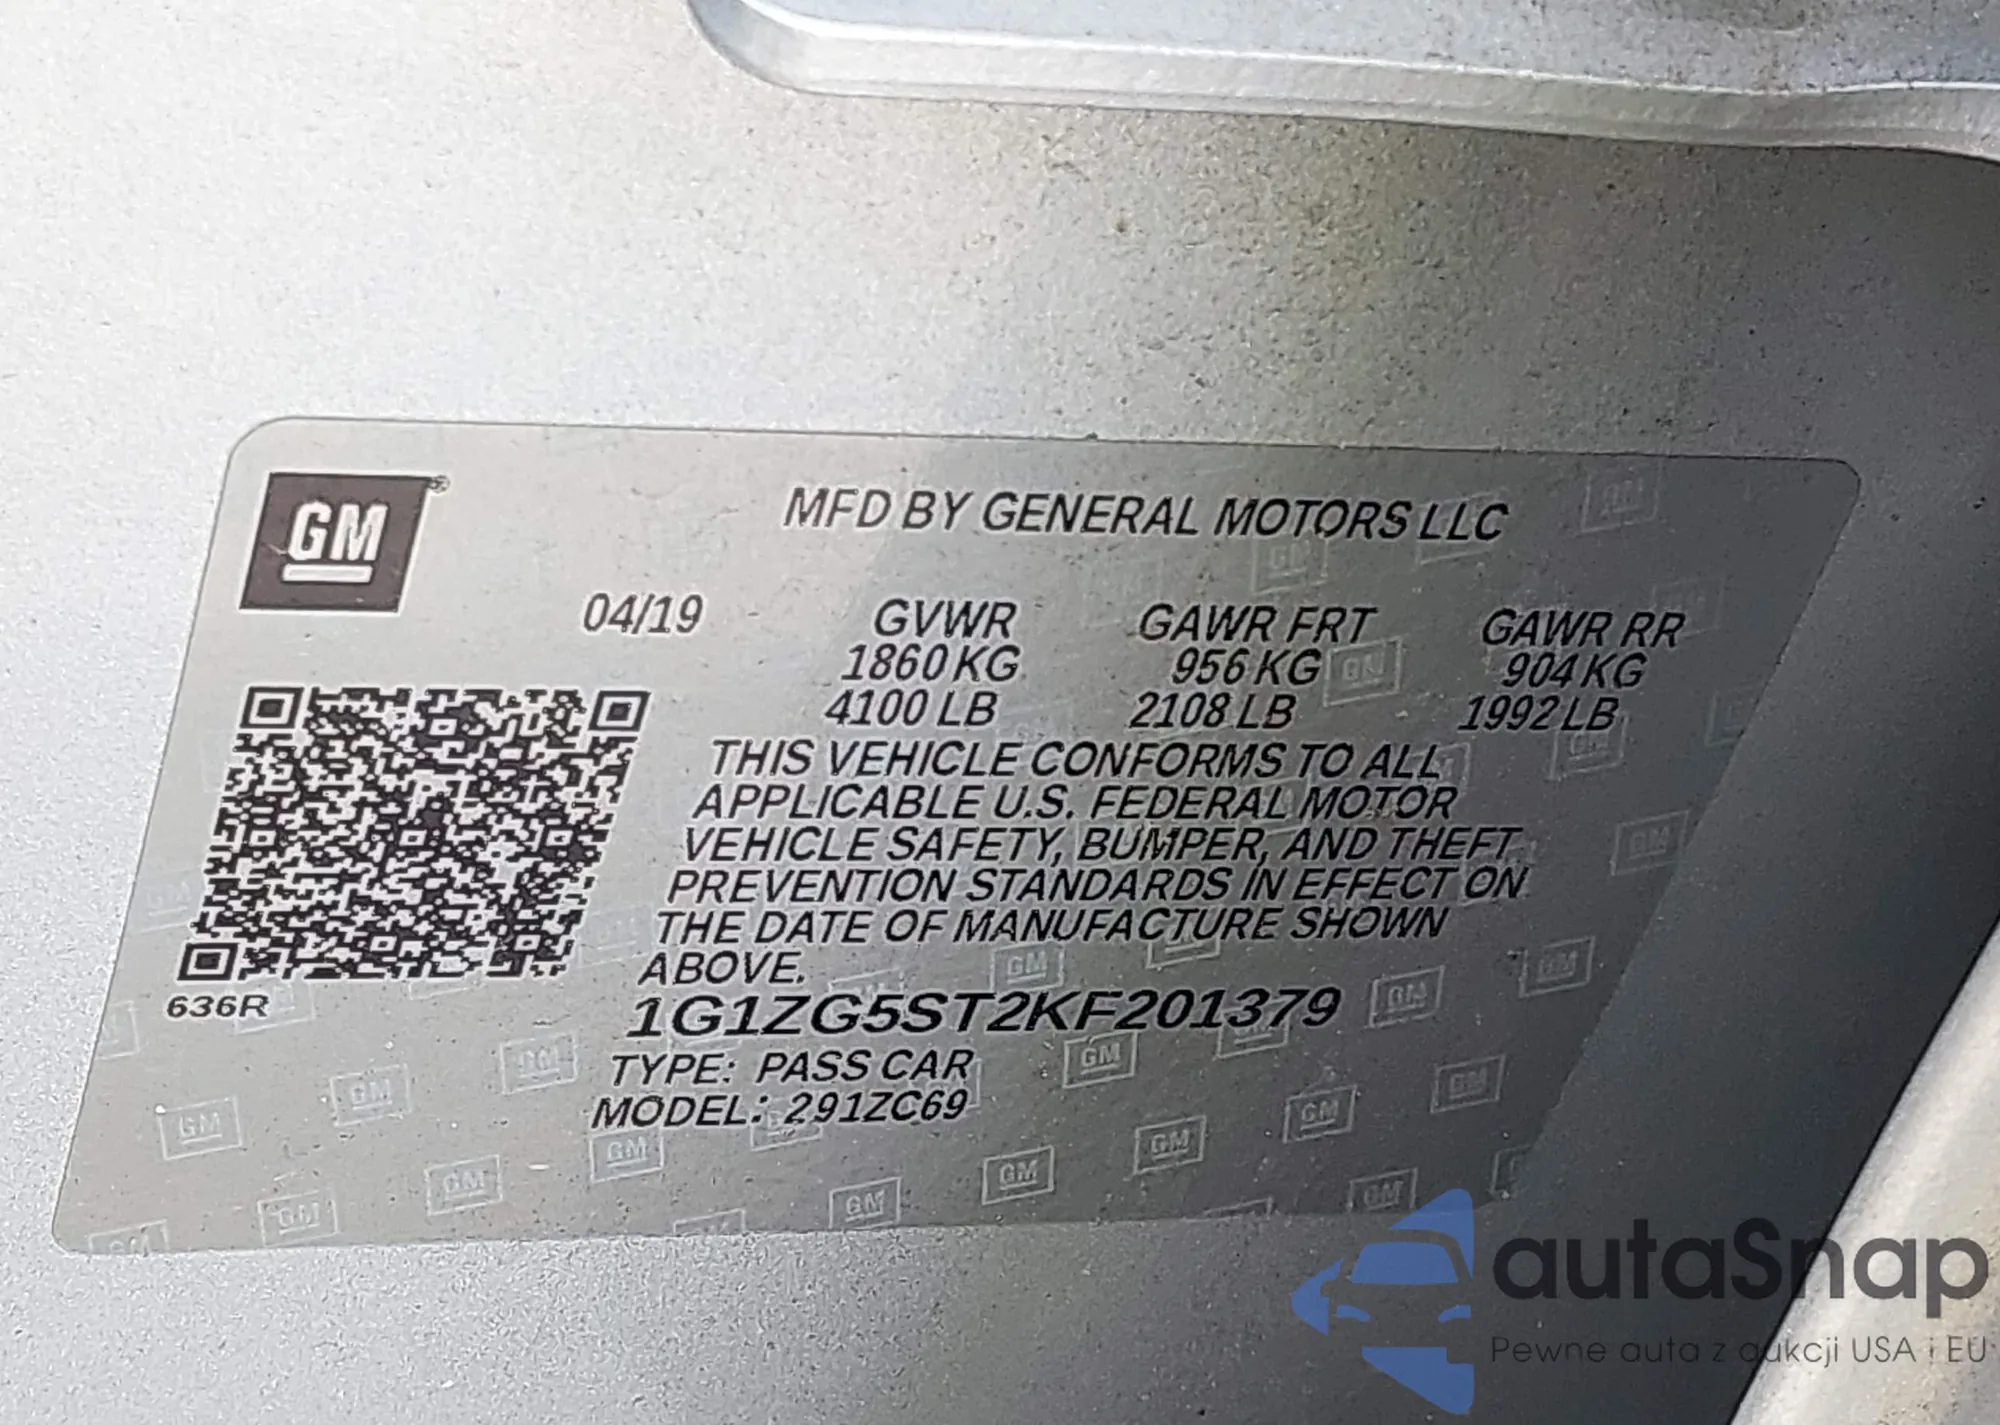 GM
MFD BY GENERAL MOTORS LLC
04/19 GVWR GAWR FRT GAWR RR
1860 KG 956 KG 904 KG
4100 LB 2108 LB 1992 LB
THIS VEHICLE CONFORMS TO ALL
APPLICABLE U.S. FEDERAL MOTOR
VEHICLE SAFETY, BUMPER, AND THEFT
PREVENTION STANDARDS IN EFFECT ON
THE DATE OF MANUFACTURE SHOWN
ABOVE.
636R
1G1ZG5ST2KF201379
TYPE: PASS CAR
MODEL: 291ZC69
autaSnap
Pewne auta z aukcji USA i EU